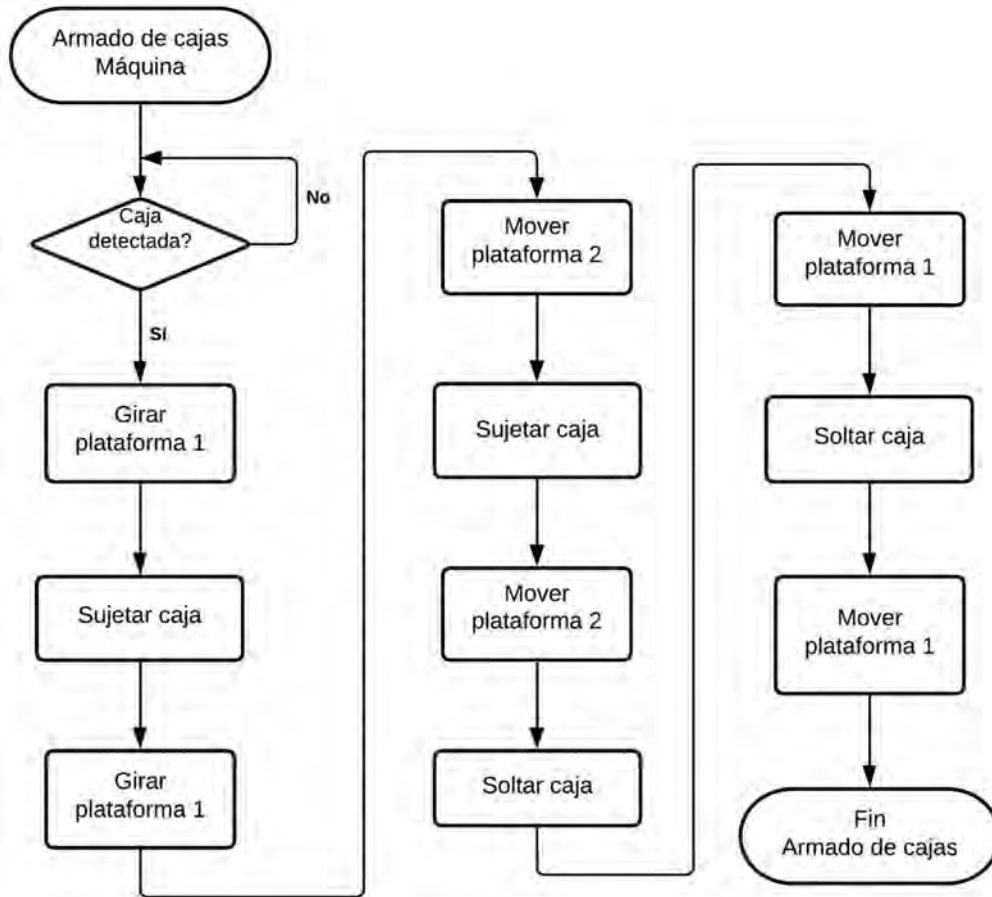 Armado de cajas
Máquina
Caja
detectada?
No
Sí
Girar
plataforma 1
Sujetar caja
Girar
plataforma 1
Mover
plataforma 2
Sujetar caja
Mover
plataforma 2
Soltar caja
Mover
plataforma 1
Soltar caja
Mover
plataforma 1
Fin
Armado de cajas